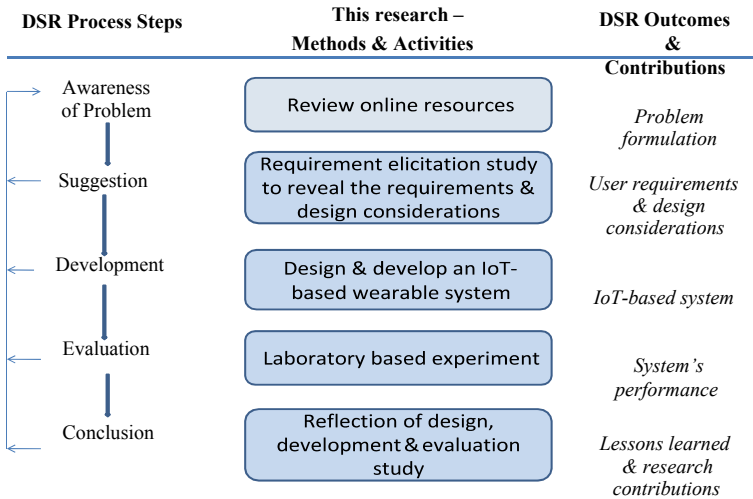 DSR Process Steps
This research –
Methods & Activities
DSR Outcomes
&
Contributions
Awareness
of Problem
Review online resources
Problem
formulation
Suggestion
Requirement elicitation study
to reveal the requirements &
design considerations
User requirements
& design
considerations
Development
Design & develop an IoT-
based wearable system
IoT-based system
Evaluation
Laboratory based experiment
System’s
performance
Conclusion
Reflection of design,
development & evaluation
study
Lessons learned
& research
contributions